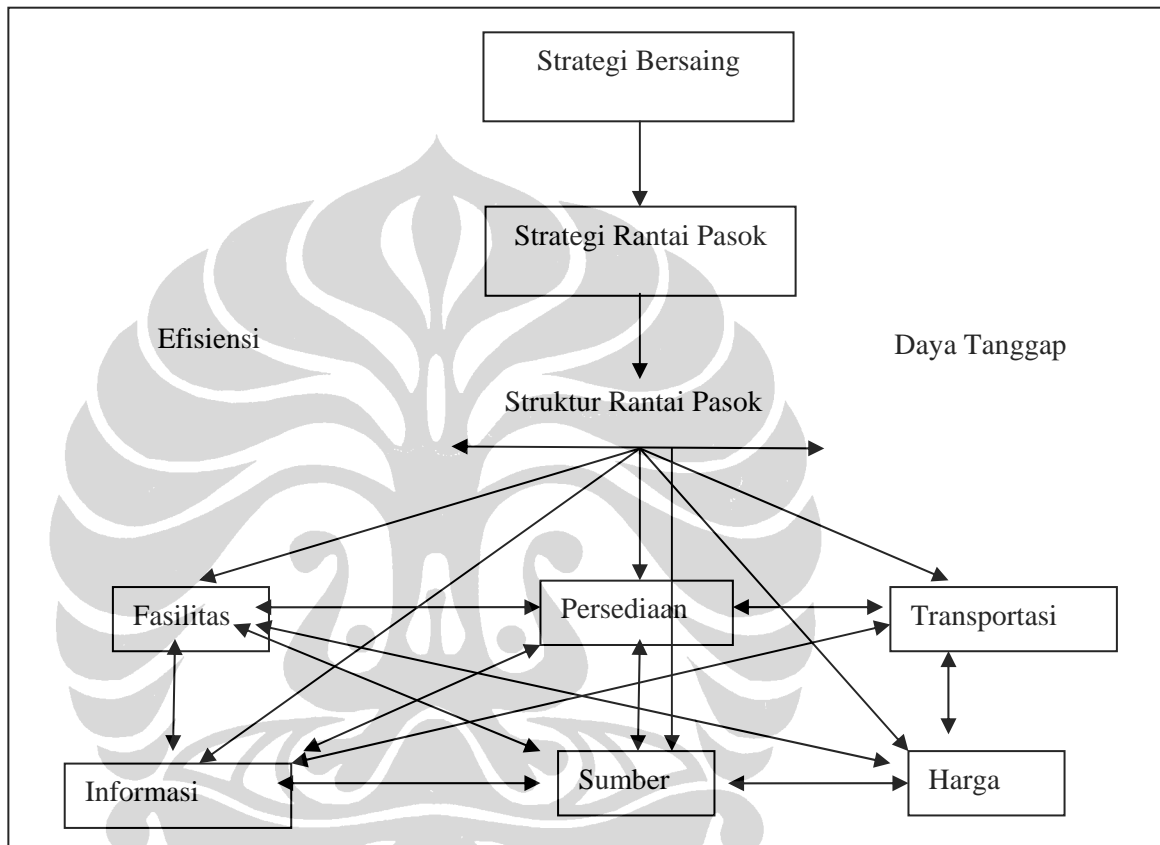 Strategi Bersaing
Strategi Rantai Pasok
Efisiensi
Daya Tanggap
Struktur Rantai Pasok
Fasilitas
Persediaan
Transportasi
Informasi
Sumber
Harga